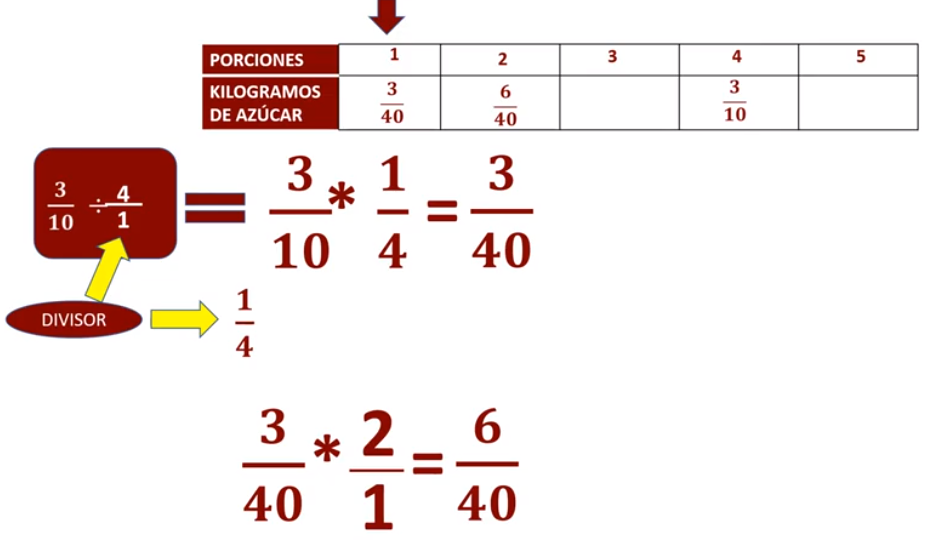 PORCIONES 1 2 3 4 5
KILOGRAMOS DE AZÚCAR 3/40 6/40 3/10
3/10 ÷ 4/1 = 3/10 * 1/4 = 3/40
DIVISOR 1/4
3/40 * 2/1 = 6/40